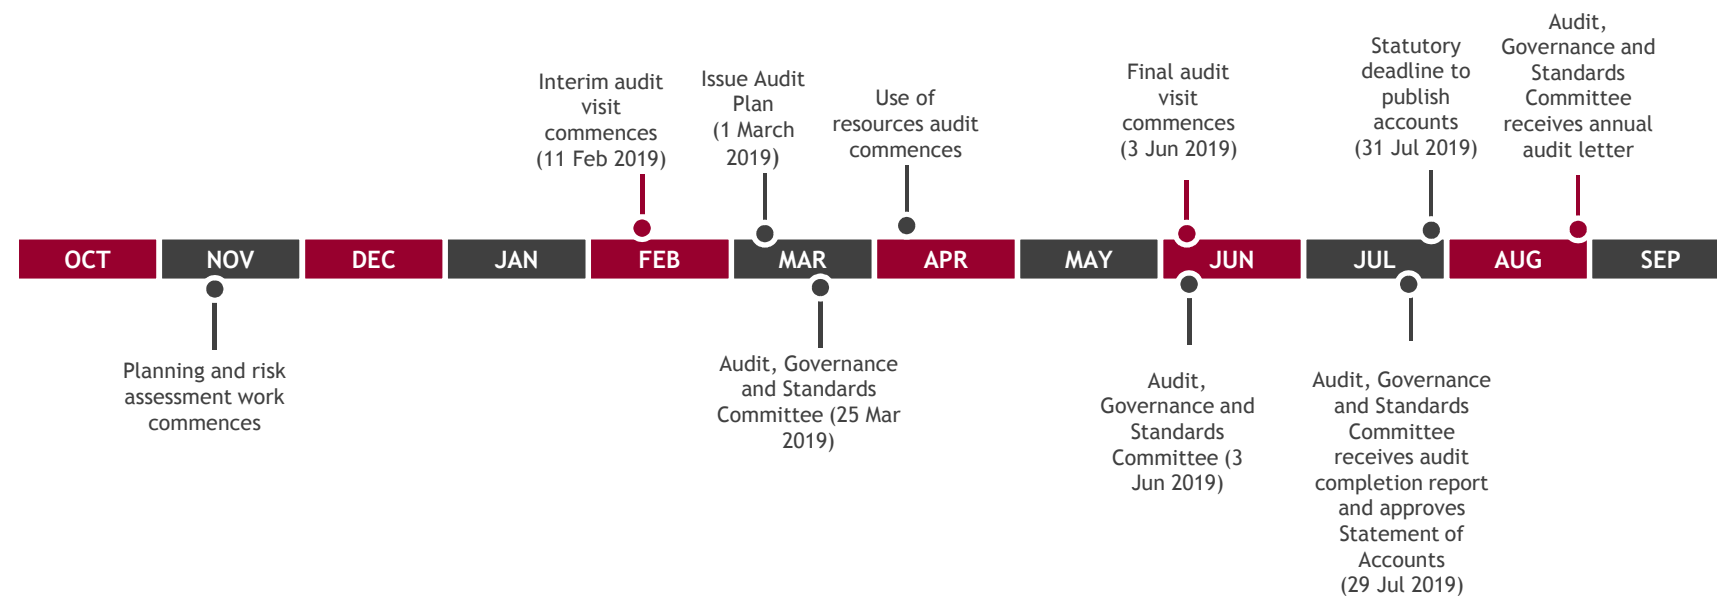 Interim audit
visit
commences
(11 Feb 2019)
Issue Audit
Plan
(1 March
2019)
Use of
resources audit
commences
Final audit
visit
commences
(3 Jun 2019)
Statutory
deadline to
publish
accounts
(31 Jul 2019)
Audit,
Governance and
Standards
Committee
receives annual
audit letter
OCT
NOV
DEC
JAN
FEB
MAR
APR
MAY
JUN
JUL
AUG
SEP
Planning and risk
assessment work
commences
Audit, Governance
and Standards
Committee (25 Mar
2019)
Audit,
Governance and
Standards
Committee (3
Jun 2019)
Audit, Governance
and Standards
Committee
receives audit
completion report
and approves
Statement of
Accounts
(29 Jul 2019)